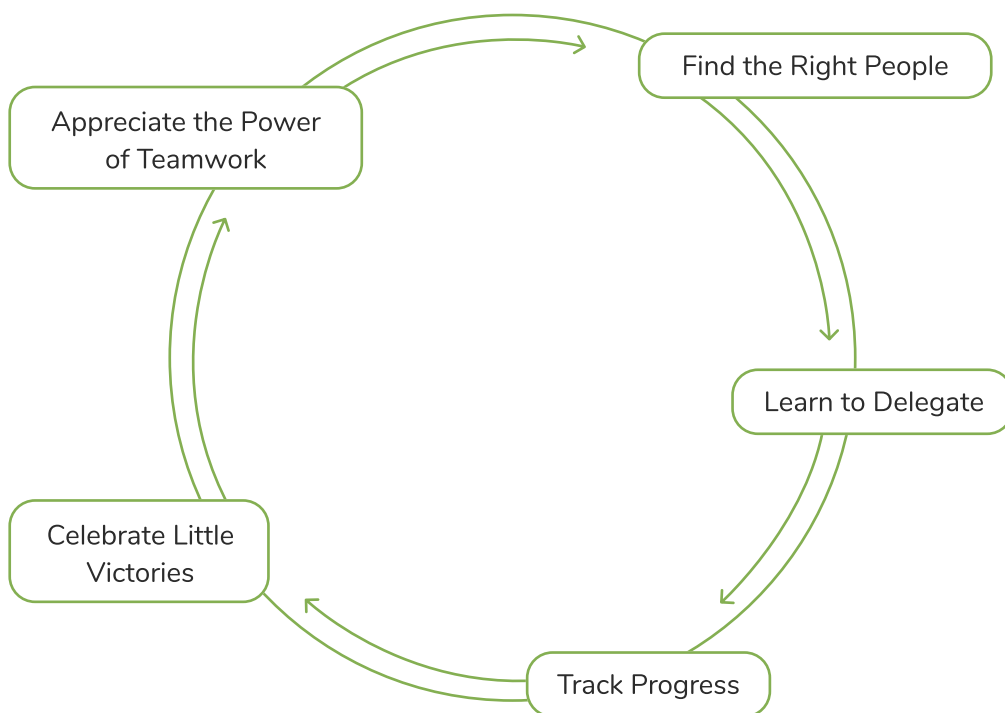 Find the Right People
Appreciate the Power
of Teamwork
Learn to Delegate
Celebrate Little
Victories
Track Progress